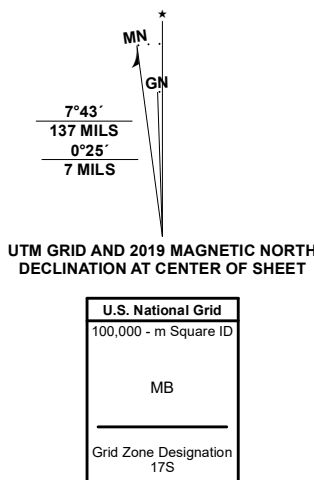 ★
MN
GN
7°43´
137 MILS
0°25´
7 MILS
UTM GRID AND 2019 MAGNETIC NORTH
DECLINATION AT CENTER OF SHEET
U.S. National Grid
100,000 - m Square ID
MB
Grid Zone Designation
17S